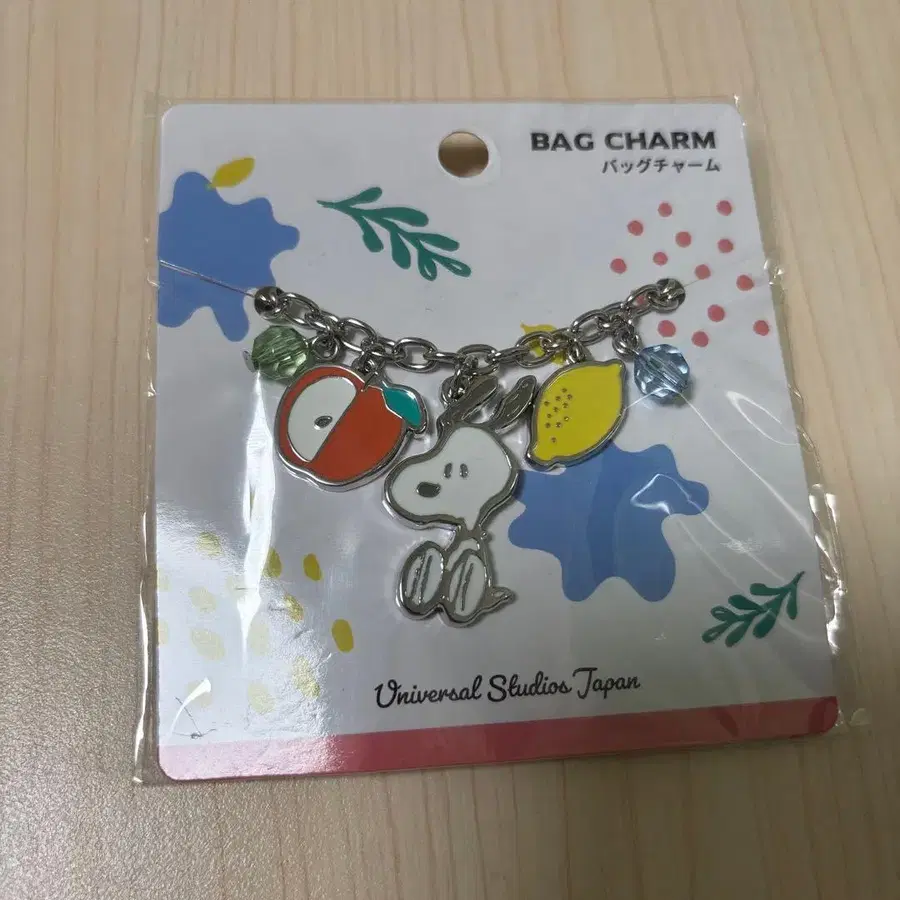 BAG CHARM
バッグチャーム
Universal Studios Japan